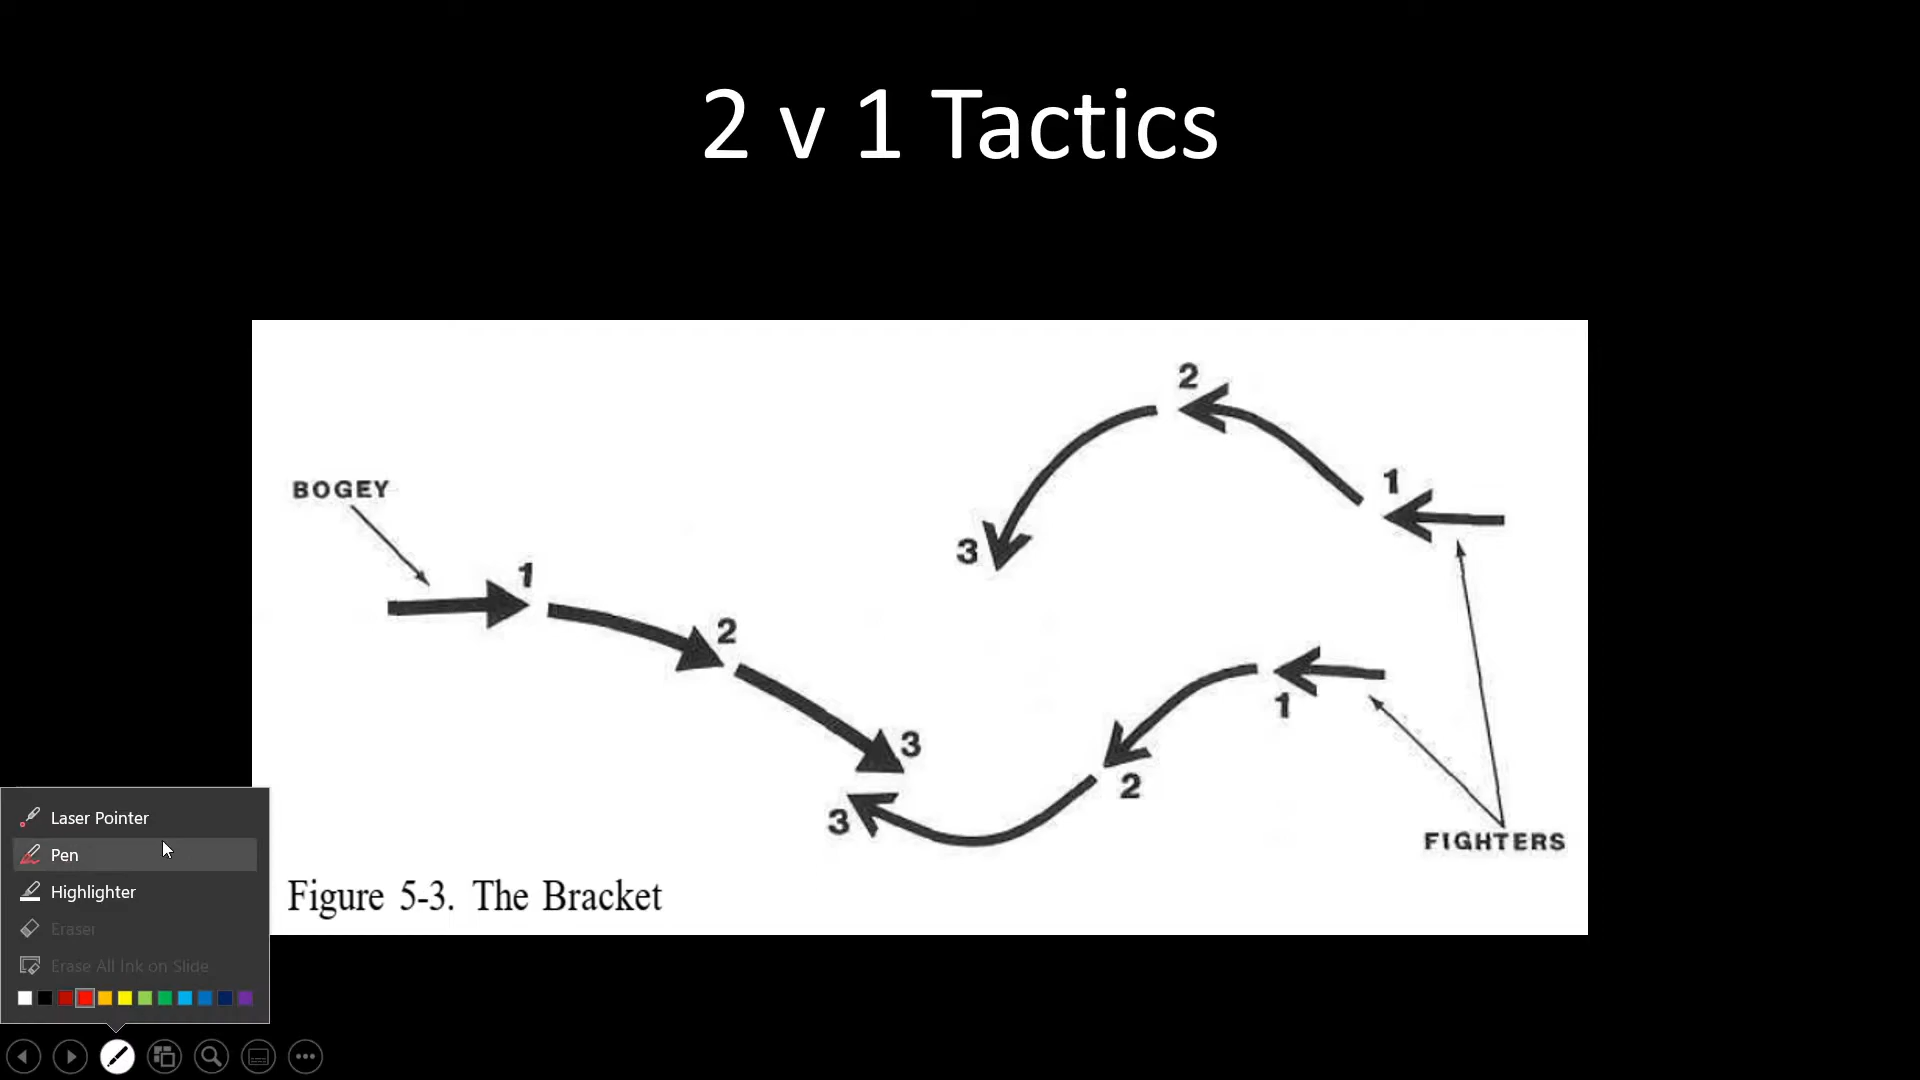 2 v 1 Tactics
2
1
3
BOGEY
1
2
1
3
2
3
FIGHTERS
Figure 5-3. The Bracket
Laser Pointer
Pen
Highlighter
Eraser
Erase All Ink on Slide